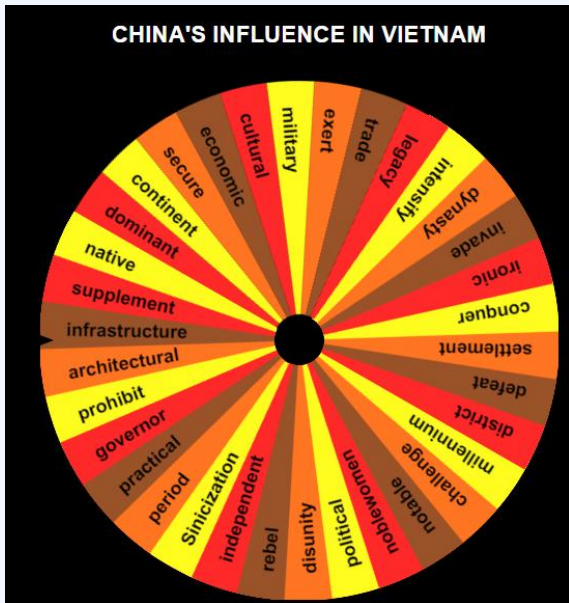 CHINA'S INFLUENCE IN VIETNAM
military
exert
trade
legacy
intensify
dynasty
invade
ironic
conquer
settlement
defeat
district
millennium
challenge
notable
noblewomen
political
disunity
rebel
independent
Sinicization
period
practical
governor
prohibit
architectural
infrastructure
supplement
native
dominant
continent
secure
economic
cultural